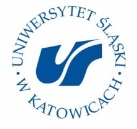 UNIWERSYTET ŚLĄSKI
• W KATOWICACH •